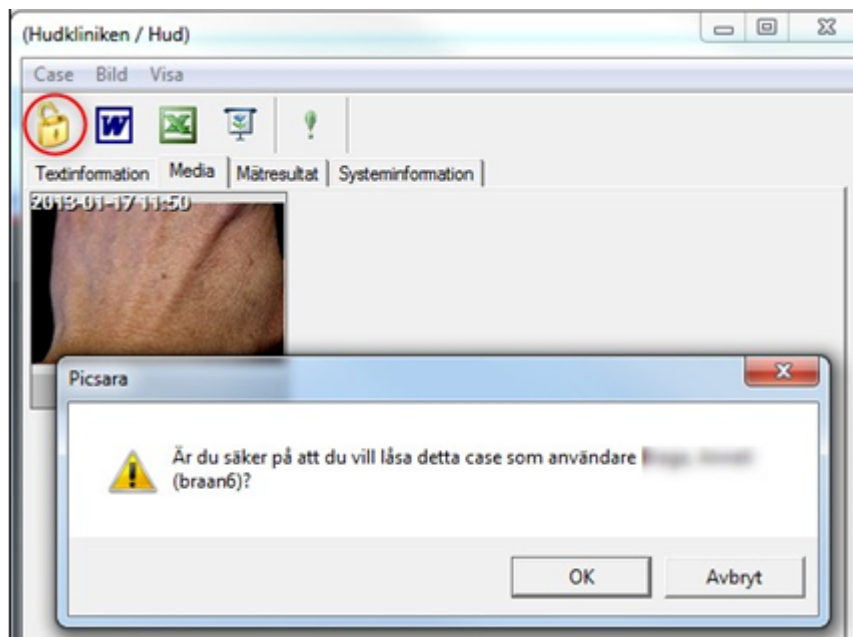 (Hudkliniken / Hud)
Case Bild Visa
W
Textinformation Media Mätresultat Systeminformation
2013-01-17 11:50
Picsara
Är du säker på att du vill låsa detta case som användare
(braan6)?
OK Avbryt